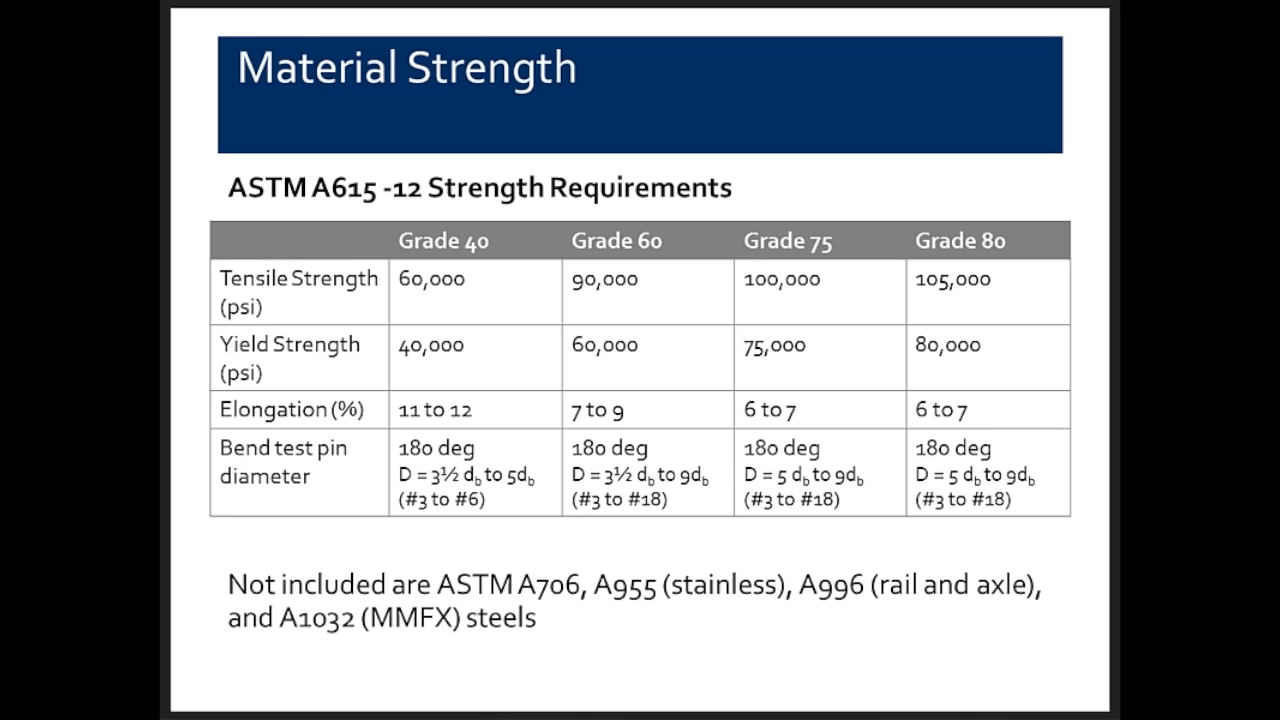 Material Strength
ASTM A615 -12 Strength Requirements
Grade 40 Grade 60 Grade 75 Grade 80
Tensile Strength (psi) 60,000 90,000 100,000 105,000
Yield Strength (psi) 40,000 60,000 75,000 80,000
Elongation (%) 11 to 12 7 to 9 6 to 7 6 to 7
Bend test pin diameter
180 deg
D = 3½ db to 5db
(#3 to #6)
180 deg
D = 3½ db to 9db
(#3 to #18)
180 deg
D = 5 db to 9db
(#3 to #18)
180 deg
D = 5 db to 9db
(#3 to #18)
Not included are ASTM A706, A955 (stainless), A996 (rail and axle),
and A1032 (MMFX) steels